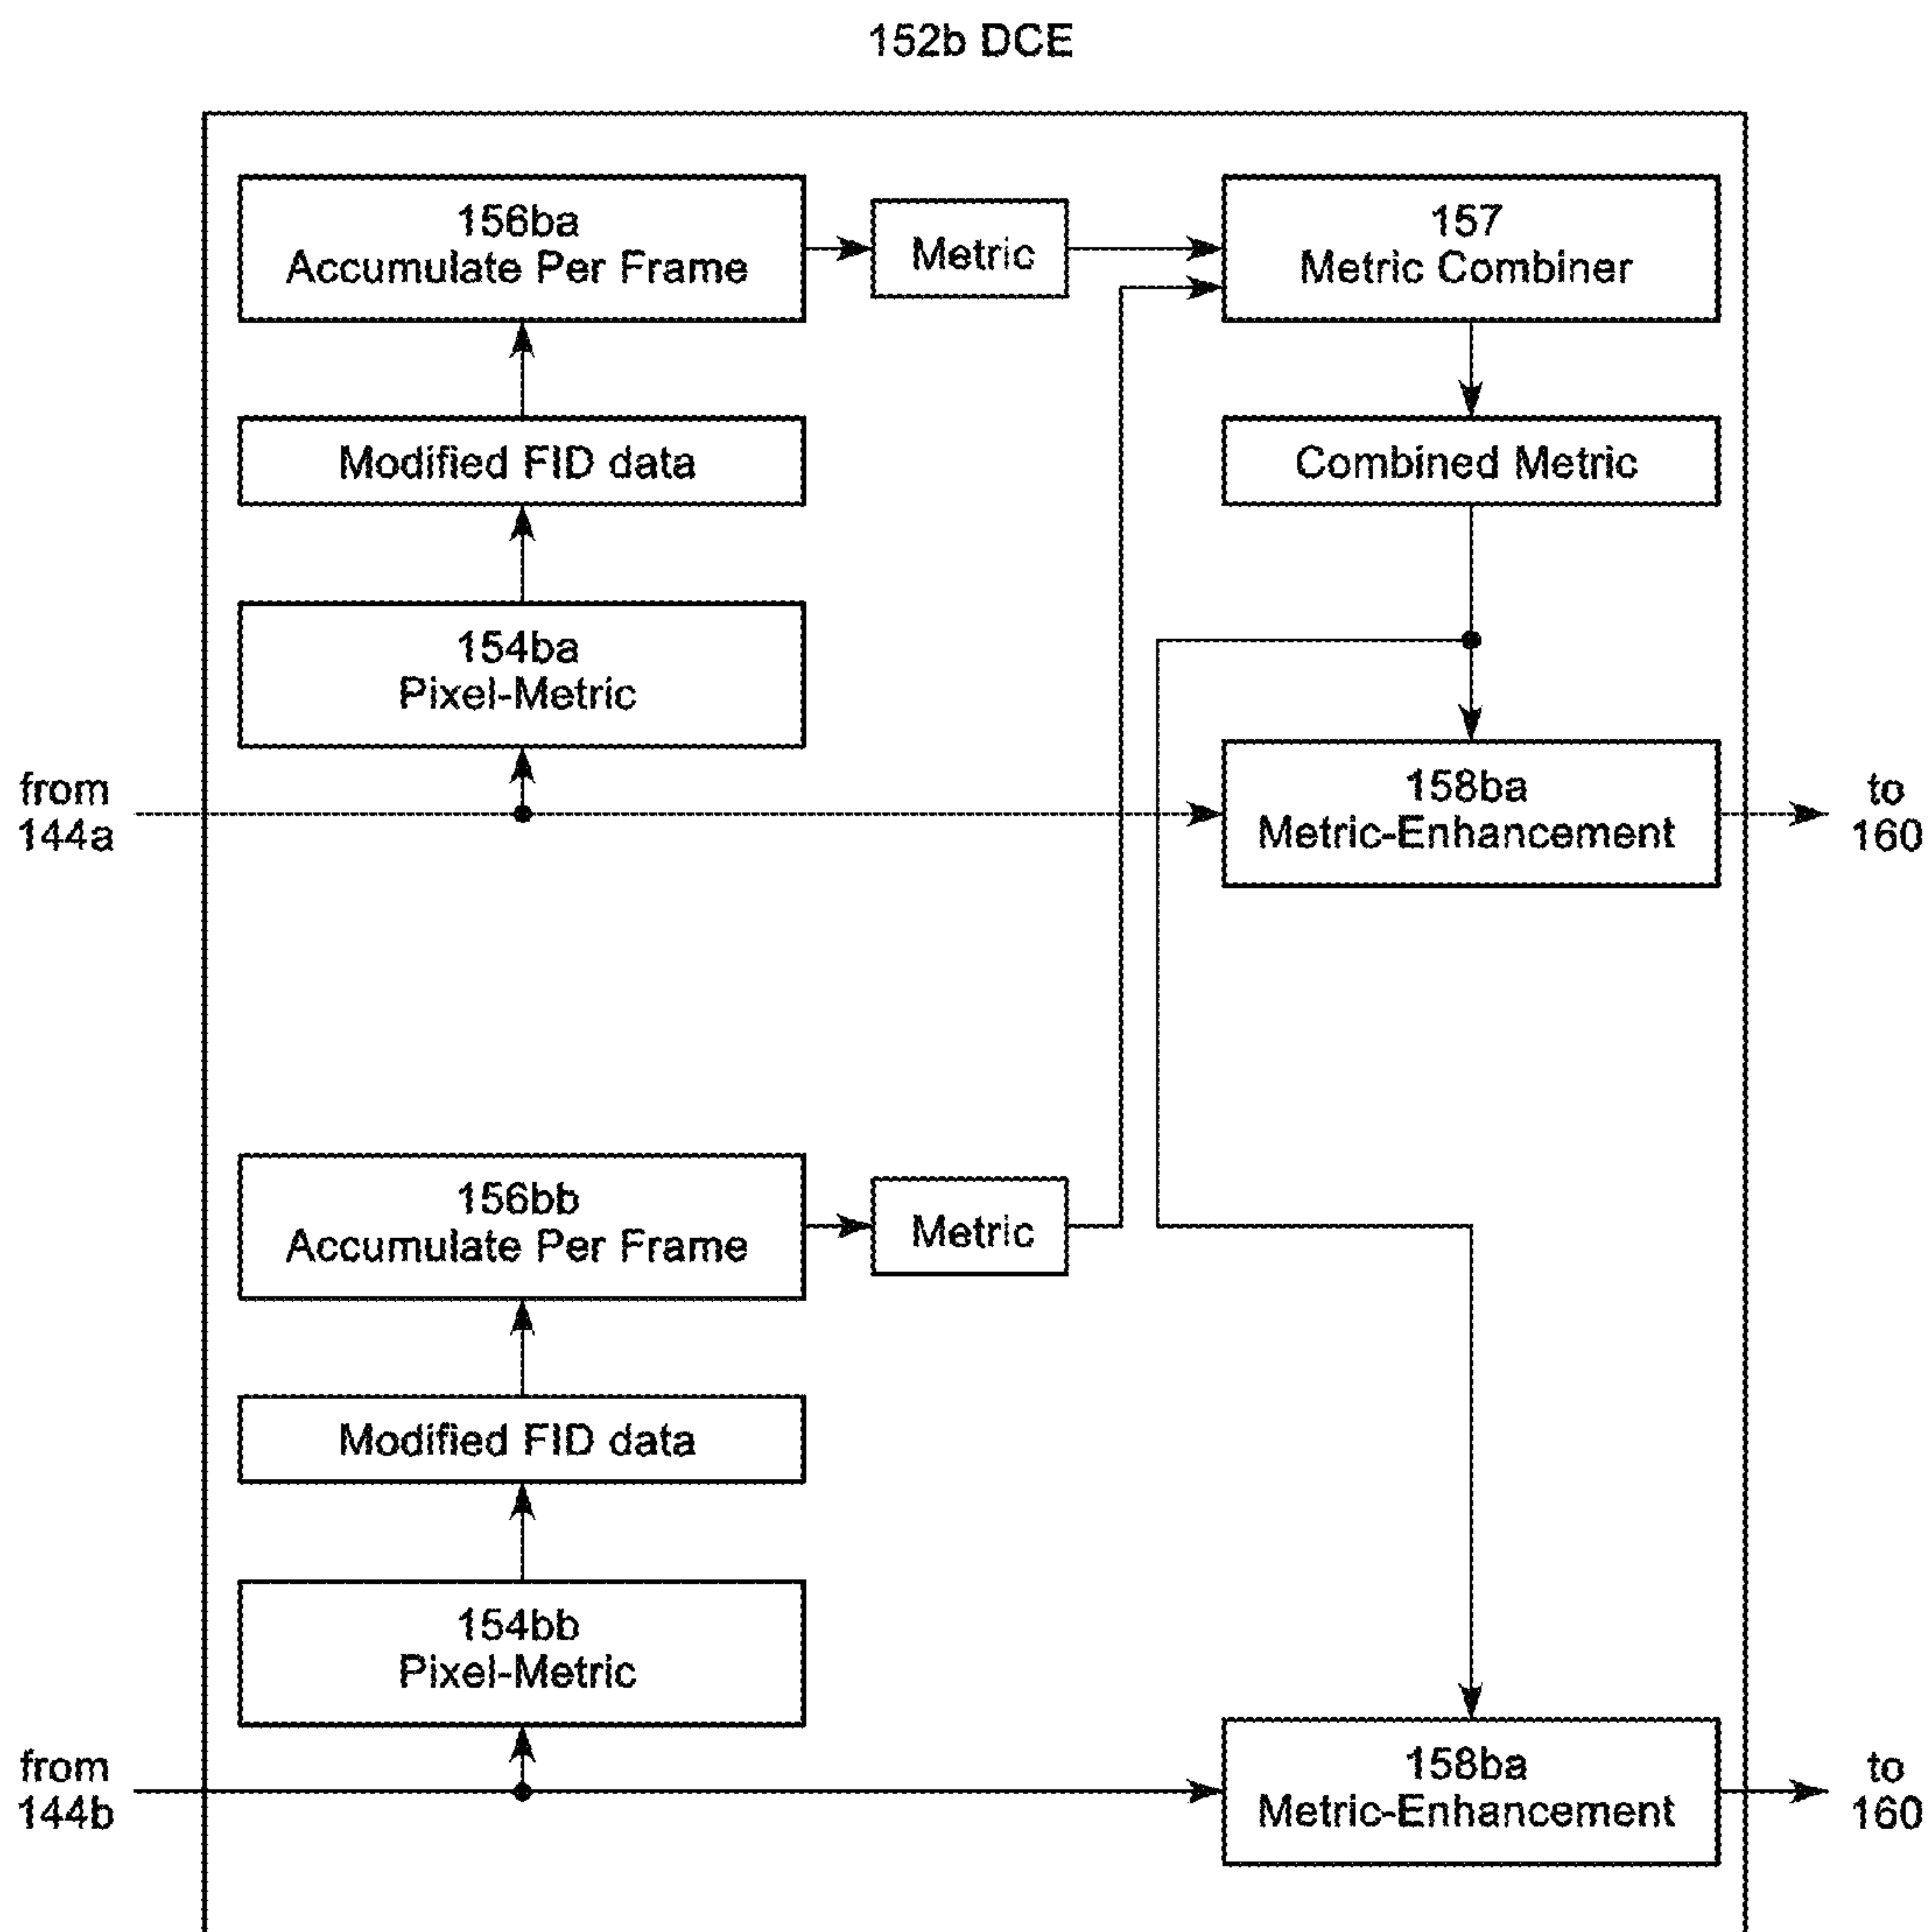 152b DCE
156ba
Accumulate Per Frame
Metric
157
Metric Combiner
Modified FID data
Combined Metric
154ba
Pixel-Metric
from
144a
158ba
Metric-Enhancement
to
160
156bb
Accumulate Per Frame
Metric
Modified FID data
154bb
Pixel-Metric
from
144b
158ba
Metric-Enhancement
to
160